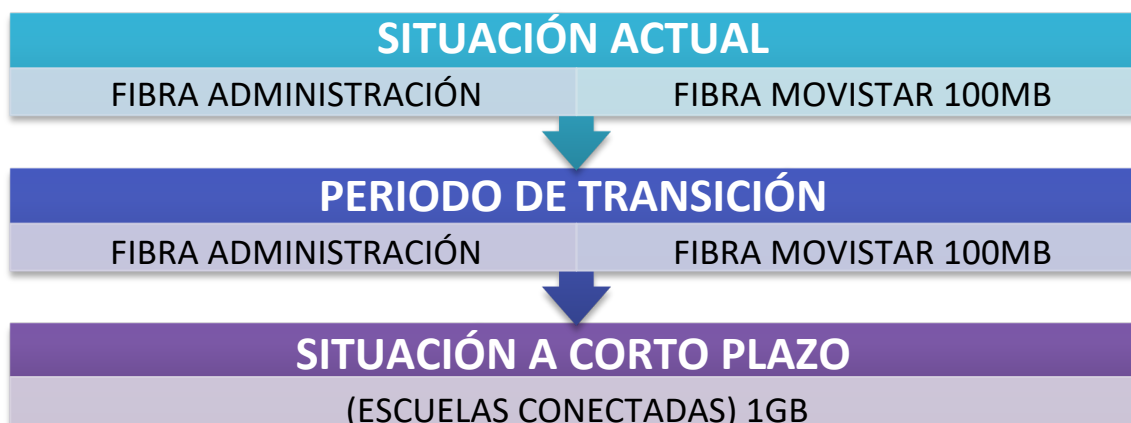 SITUACIÓN ACTUAL
FIBRA ADMINISTRACIÓN FIBRA MOVISTAR 100MB
PERIODO DE TRANSICIÓN
FIBRA ADMINISTRACIÓN FIBRA MOVISTAR 100MB
SITUACIÓN A CORTO PLAZO
(ESCUELAS CONECTADAS) 1GB